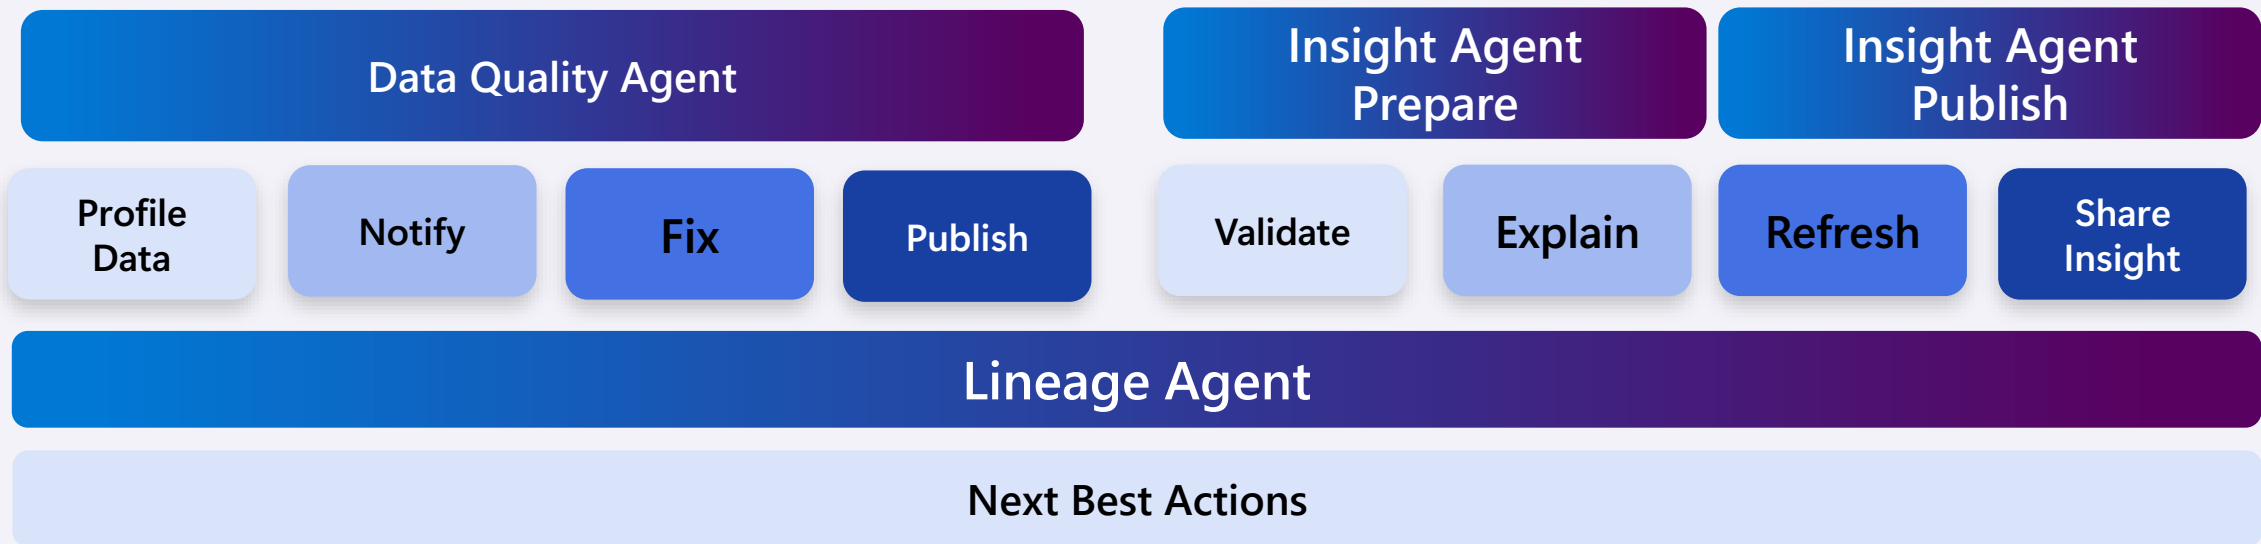 Data Quality Agent
Insight Agent
Prepare
Insight Agent
Publish
Profile
Data
Notify
Fix
Publish
Validate
Explain
Refresh
Share
Insight
Lineage Agent
Next Best Actions